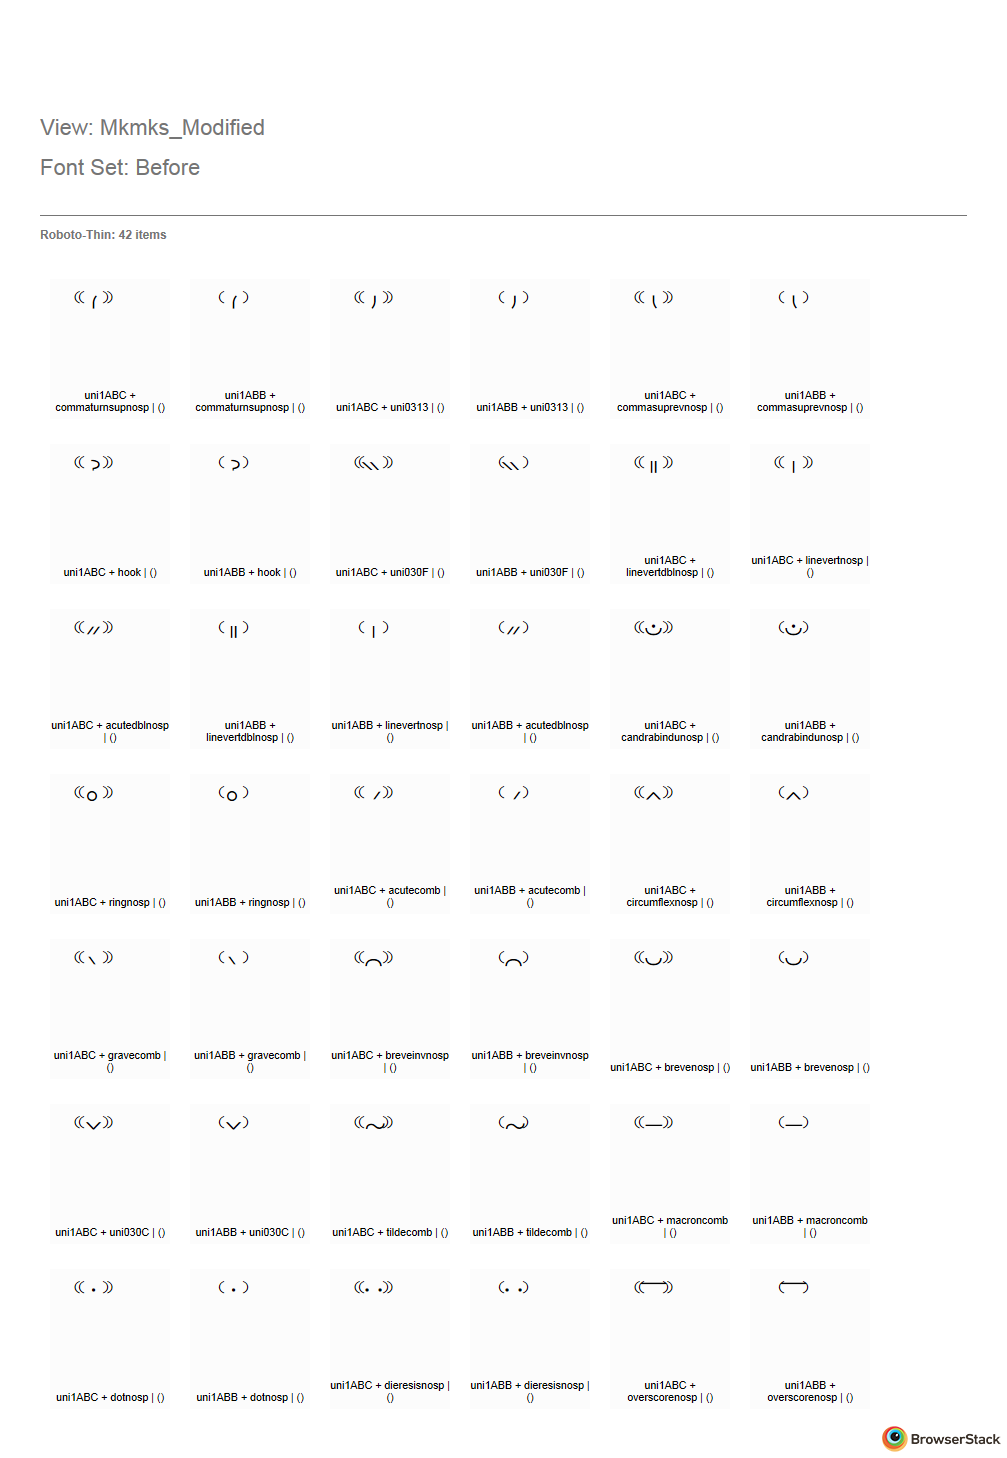 View: Mkmks_Modified
Font Set: Before
Roboto-Thin: 42 items
uni1ABC +
commaturnsupnosp | ()
uni1ABB +
commaturnsupnosp | ()
uni1ABC + uni0313 | ()
uni1ABB + uni0313 | ()
uni1ABC +
commasuprevnosp | ()
uni1ABB +
commasuprevnosp | ()
uni1ABC + hook | ()
uni1ABB + hook | ()
uni1ABC + uni030F | ()
uni1ABB + uni030F | ()
uni1ABC +
linevertdblnosp | ()
uni1ABC + linevertnosp |
()
uni1ABC + acutedblnosp
| ()
uni1ABB +
linevertdblnosp | ()
uni1ABB + linevertnosp |
()
uni1ABB + acutedblnosp
| ()
uni1ABC +
candrabindunosp | ()
uni1ABB +
candrabindunosp | ()
uni1ABC + ringnosp | ()
uni1ABB + ringnosp | ()
uni1ABC + acutecomb |
()
uni1ABB + acutecomb |
()
uni1ABC +
circumflexnosp | ()
uni1ABB +
circumflexnosp | ()
uni1ABC + gravecomb |
()
uni1ABB + gravecomb |
()
uni1ABC + breveinvnosp
| ()
uni1ABB + breveinvnosp
| ()
uni1ABC + brevenosp | ()
uni1ABB + brevenosp | ()
uni1ABC + uni030C | ()
uni1ABB + uni030C | ()
uni1ABC + tildecomb | ()
uni1ABB + tildecomb | ()
uni1ABC + macroncomb
| ()
uni1ABB + macroncomb
| ()
uni1ABC + dotnosp | ()
uni1ABB + dotnosp | ()
uni1ABC + dieresisnosp |
()
uni1ABB + dieresisnosp |
()
uni1ABC +
overscorenosp | ()
uni1ABB +
overscorenosp | ()
BrowserStack